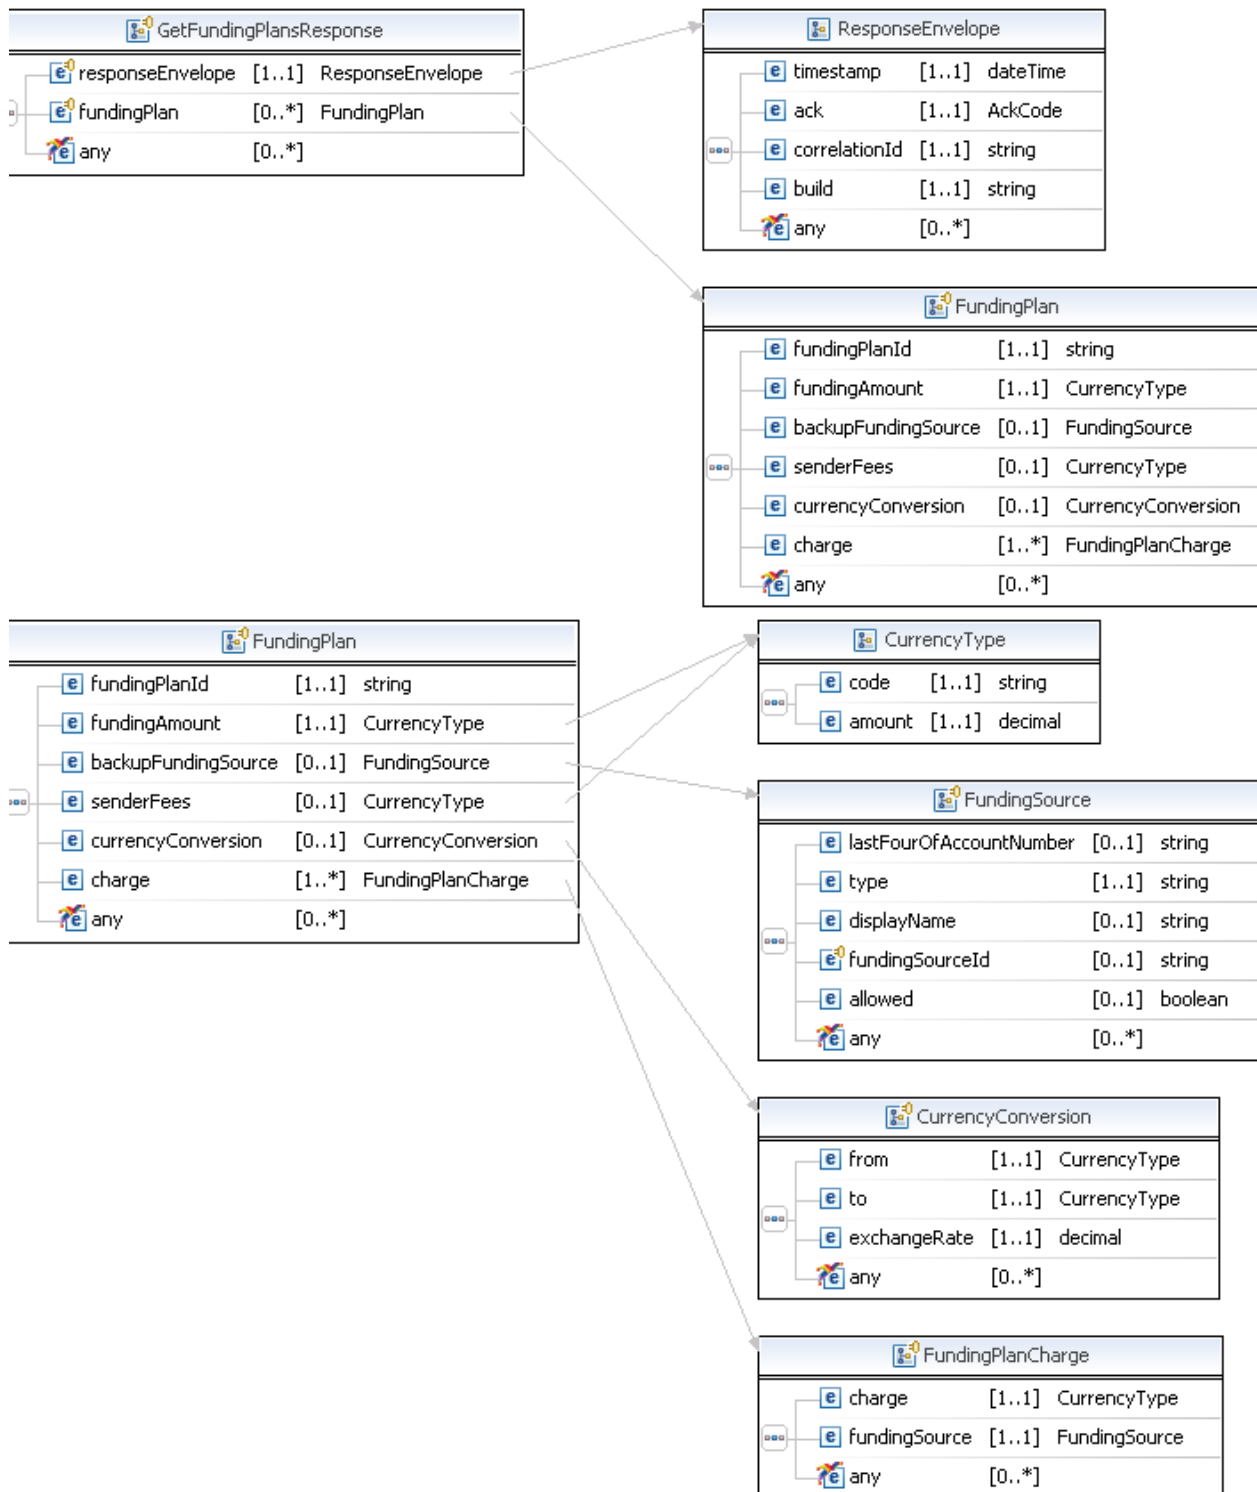 GetFundingPlansResponse
responseEnvelope [1..1] ResponseEnvelope
fundingPlan [0..*] FundingPlan
any [0..*]
ResponseEnvelope
timestamp [1..1] dateTime
ack [1..1] AckCode
correlationId [1..1] string
build [1..1] string
any [0..*]
FundingPlan
fundingPlanId [1..1] string
fundingAmount [1..1] CurrencyType
backupFundingSource [0..1] FundingSource
senderFees [0..1] CurrencyType
currencyConversion [0..1] CurrencyConversion
charge [1..*] FundingPlanCharge
any [0..*]
FundingPlan
fundingPlanId [1..1] string
fundingAmount [1..1] CurrencyType
backupFundingSource [0..1] FundingSource
senderFees [0..1] CurrencyType
currencyConversion [0..1] CurrencyConversion
charge [1..*] FundingPlanCharge
any [0..*]
CurrencyType
code [1..1] string
amount [1..1] decimal
FundingSource
lastFourOfAccountNumber [0..1] string
type [1..1] string
displayName [0..1] string
fundingSourceId [0..1] string
allowed [0..1] boolean
any [0..*]
CurrencyConversion
from [1..1] CurrencyType
to [1..1] CurrencyType
exchangeRate [1..1] decimal
any [0..*]
FundingPlanCharge
charge [1..1] CurrencyType
fundingSource [1..1] FundingSource
any [0..*]